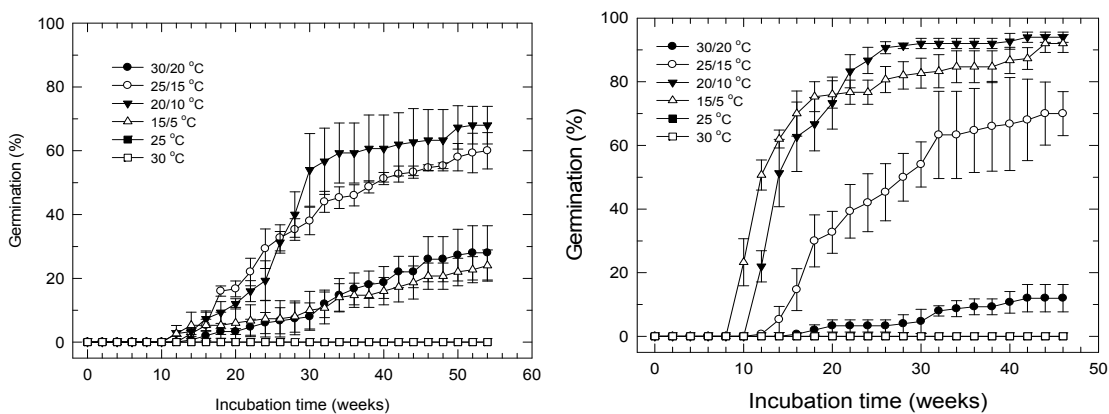 100
80
60
40
20
0
Germination (%)
30/20 °C
25/15 °C
20/10 °C
15/5 °C
25 °C
30 °C
0 10 20 30 40 50 60
Incubation time (weeks)
100
80
60
40
20
0
Germination (%)
30/20 °C
25/15 °C
20/10 °C
15/5 °C
25 °C
30 °C
0 10 20 30 40 50
Incubation time (weeks)